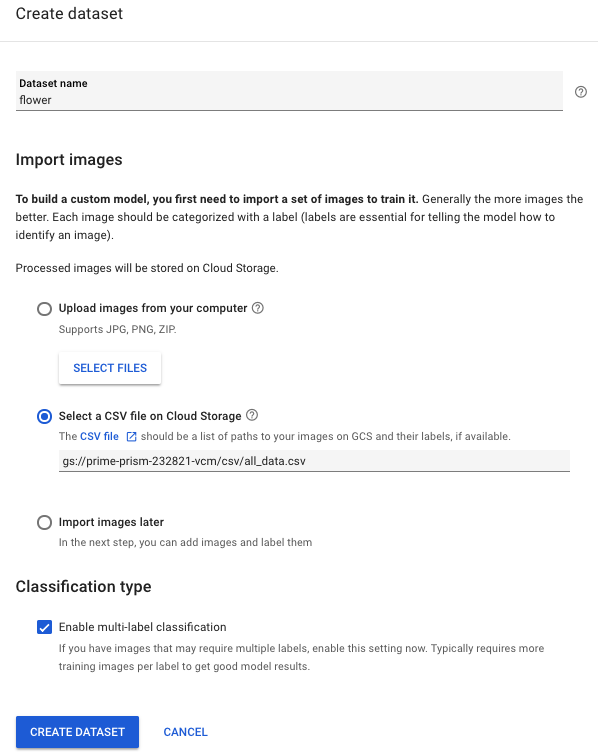 Create dataset
Dataset name
flower
Import images
To build a custom model, you first need to import a set of images to train it. Generally the more images the
better. Each image should be categorized with a label (labels are essential for telling the model how to
identify an image).
Processed images will be stored on Cloud Storage.
Upload images from your computer
Supports JPG, PNG, ZIP.
SELECT FILES
Select a CSV file on Cloud Storage
The CSV file should be a list of paths to your images on GCS and their labels, if available.
gs://prime-prism-232821-vcm/csv/all_data.csv
Import images later
In the next step, you can add images and label them
Classification type
Enable multi-label classification
If you have images that may require multiple labels, enable this setting now. Typically requires more
training images per label to get good model results.
CREATE DATASET CANCEL